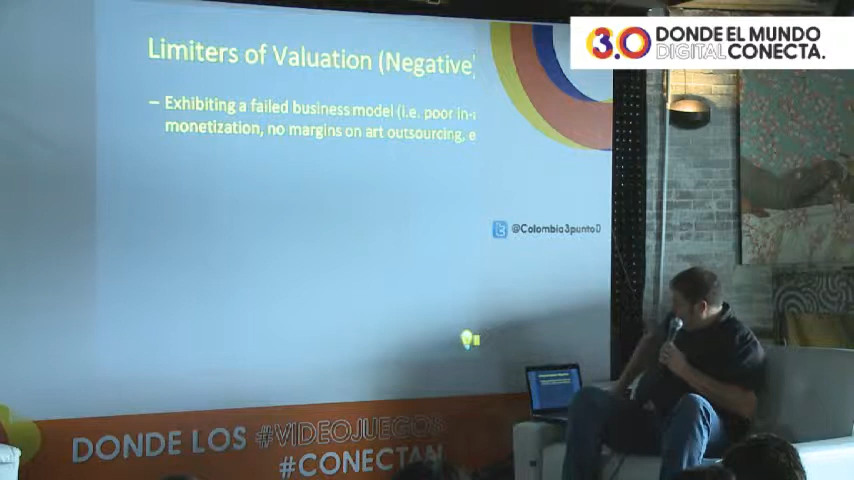 3.0 DONDE EL MUNDO
DIGITAL CONECTA.
Limiters of Valuation (Negative)
– Exhibiting a failed business model (i.e. poor in-
monetization, no margins on art outsourcing, e
@Colombia3punto0
DONDE LOS #VIDEOJUEGOS
#CONECTAN